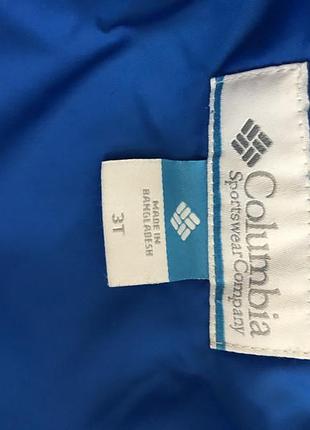 Columbia
Sportswear Company
MADE IN
BANGLADESH
3T